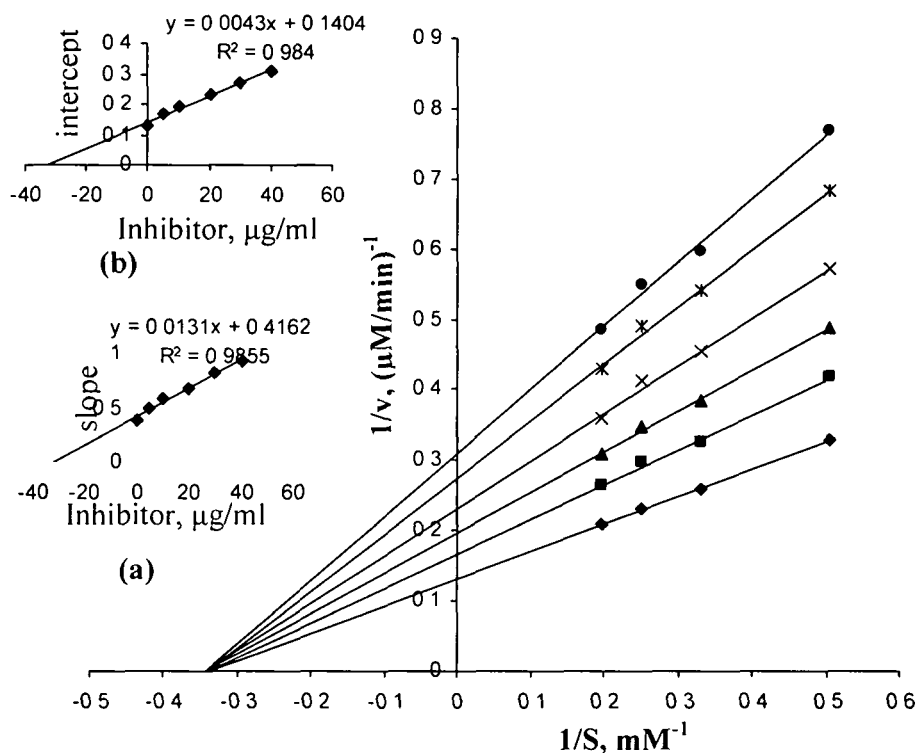 y = 0 0043x + 0 1404
R² = 0 984
0 4
0 3
0 2
0 1
0
-40 -20 0 20 40 60
intercept
Inhibitor, µg/ml
(b)
y = 0 0131x + 0 4162
R² = 0 9855
1
0 5
0
-40 -20 0 20 40 60
slope
Inhibitor, µg/ml
(a)
0 9
0 8
0 7
0 6
0 5
0 4
0 3
0 2
0 1
0
1/v, (µM/min)⁻¹
-0 5 -0 4 -0 3 -0 2 -0 1 0 0 1 0 2 0 3 0 4 0 5 0 6
1/S, mM⁻¹